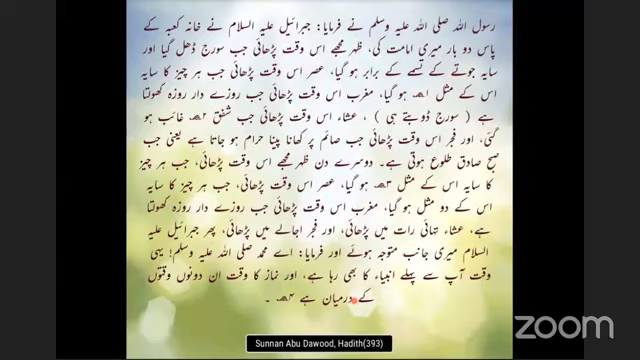 رسول اللہ صلی اللہ علیہ وسلم نے فرمایا: جبرائیل علیہ السلام نے خانہ کعبہ کے
پاس دو بار میری امامت کی، ظہر مجھے اس وقت پڑھائی جب سورج ڈھل گیا اور
سایہ جوتے کے تسمے کے برابر ہو گیا، عصر اس وقت پڑھائی جب ہر چیز کا سایہ
اس کے مثل ۱؎ ہو گیا، مغرب اس وقت پڑھائی جب روزے دار روزہ کھولتا
ہے ( سورج ڈوبتے ہی ) ، عشاء اس وقت پڑھائی جب شفق ۲؎ غائب ہو
گئی، اور فجر اس وقت پڑھائی جب صائم پر کھانا پینا حرام ہو جاتا ہے یعنی جب
صبح صادق طلوع ہوتی ہے۔ دوسرے دن ظہر مجھے اس وقت پڑھائی، جب ہر چیز
کا سایہ اس کے مثل ۳؎ ہو گیا، عصر اس وقت پڑھائی، جب ہر چیز کا سایہ
اس کے دو مثل ہو گیا، مغرب اس وقت پڑھائی جب روزے دار روزہ کھولتا
ہے، عشاء تہائی رات میں پڑھائی، اور فجر اجالے میں پڑھائی، پھر جبرائیل علیہ
السلام میری جانب متوجہ ہوئے اور فرمایا: اے محمد صلی اللہ علیہ وسلم! یہی
وقت آپ سے پہلے انبیاء کا بھی رہا ہے، اور نماز کا وقت ان دونوں وقتوں
کے درمیان ہے ۴؎ ۔
Sunnan Abu Dawood, Hadith(393)
zoom